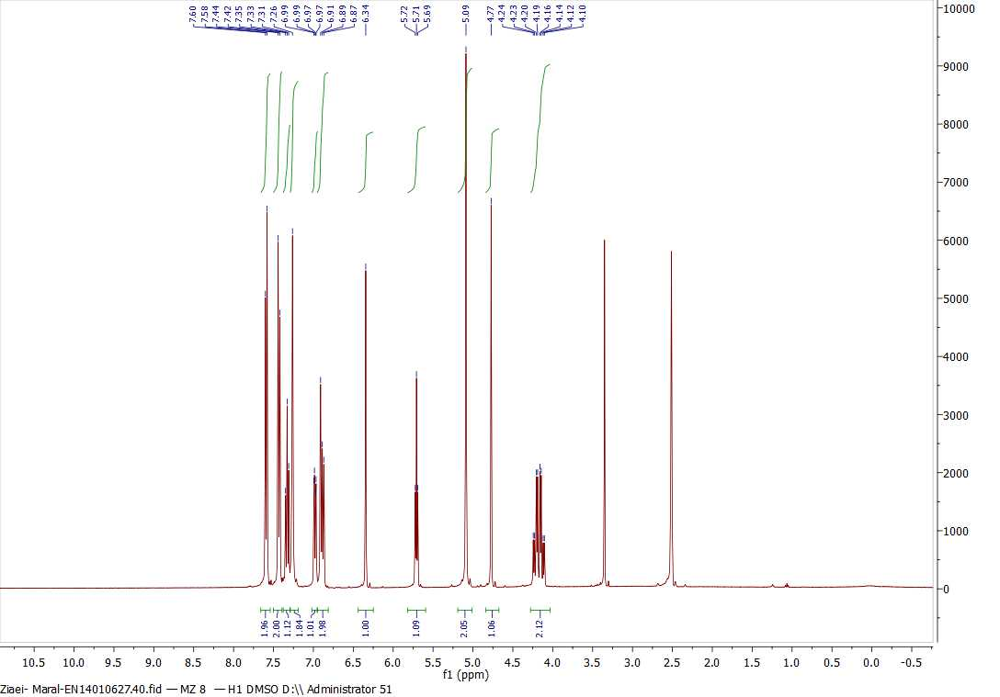 7.60 7.58 7.44 7.42 7.35 7.33 7.31 7.26 6.99 6.99 6.97 6.97 6.91 6.89 6.87 6.34 5.72 5.71 5.69 5.09 4.77 4.24 4.23 4.20 4.19 4.16 4.14 4.12 4.10
10000
9000
8000
7000
6000
5000
4000
3000
2000
1000
0
1.96 2.00 1.12 1.84 1.01 1.98 1.00 1.09 2.05 1.06 2.12
10.5 10.0 9.5 9.0 8.5 8.0 7.5 7.0 6.5 6.0 5.5 5.0 4.5 4.0 3.5 3.0 2.5 2.0 1.5 1.0 0.5 0.0 -0.5
f1 (ppm)
Ziaei- Maral-EN14010627.40.fid — MZ 8 — H1 DMSO D:\\ Administrator 51